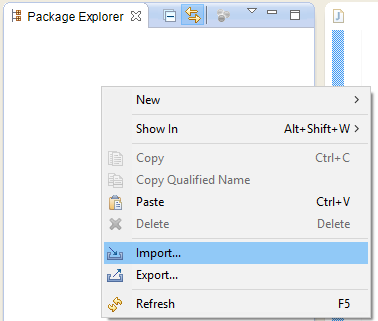 Package Explorer
J
New
Show In Alt+Shift+W
Copy Ctrl+C
Copy Qualified Name
Paste Ctrl+V
Delete Delete
Import...
Export...
Refresh F5